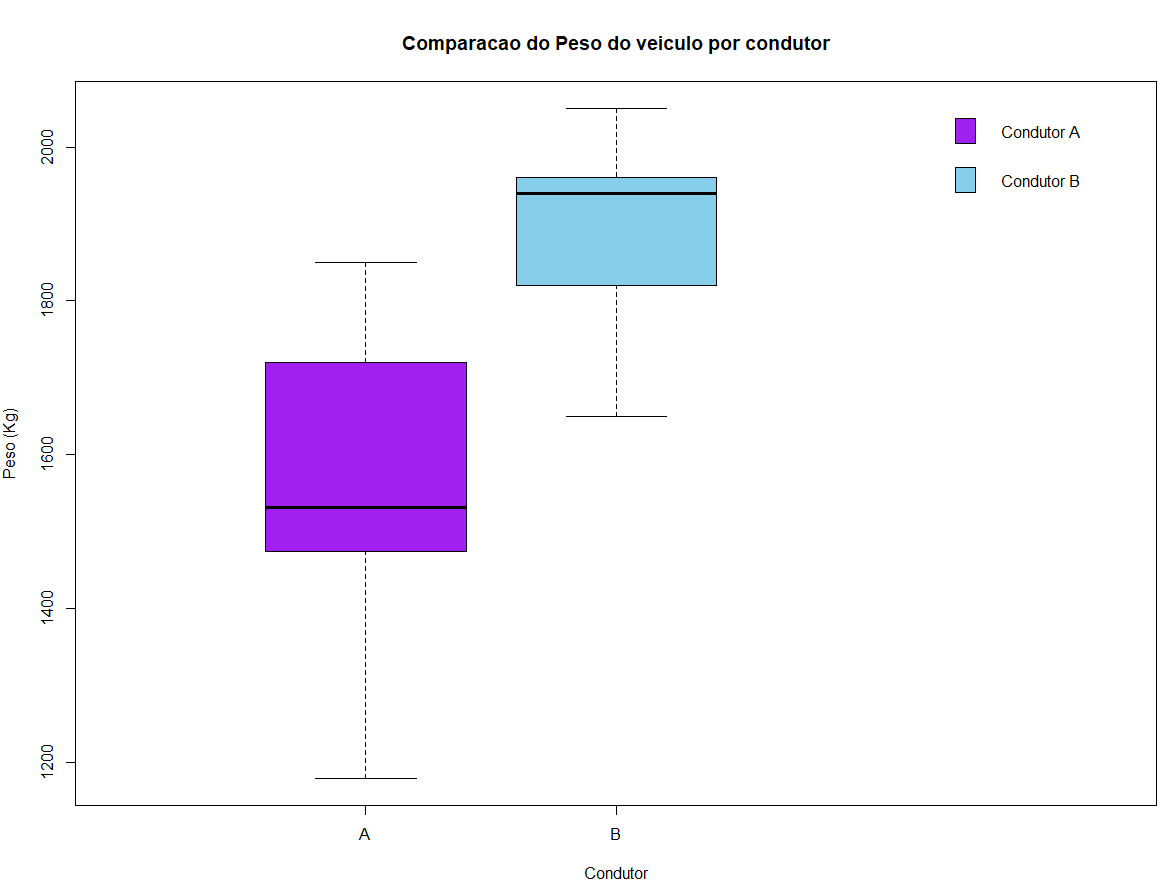 Comparacao do Peso do veiculo por condutor
Condutor A
Condutor B
Peso (Kg)
2000
1800
1600
1400
1200
A
B
Condutor